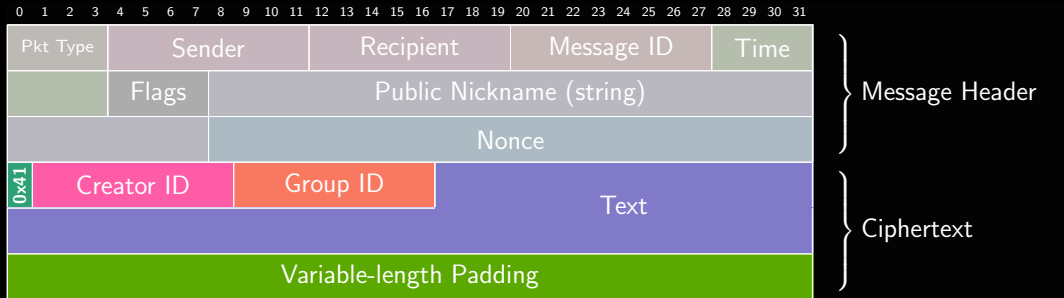 0 1 2 3 4 5 6 7 8 9 10 11 12 13 14 15 16 17 18 19 20 21 22 23 24 25 26 27 28 29 30 31
Pkt Type Sender Recipient Message ID Time
Flags Public Nickname (string) Message Header
Nonce
0x41 Creator ID Group ID
Text
Ciphertext
Variable-length Padding